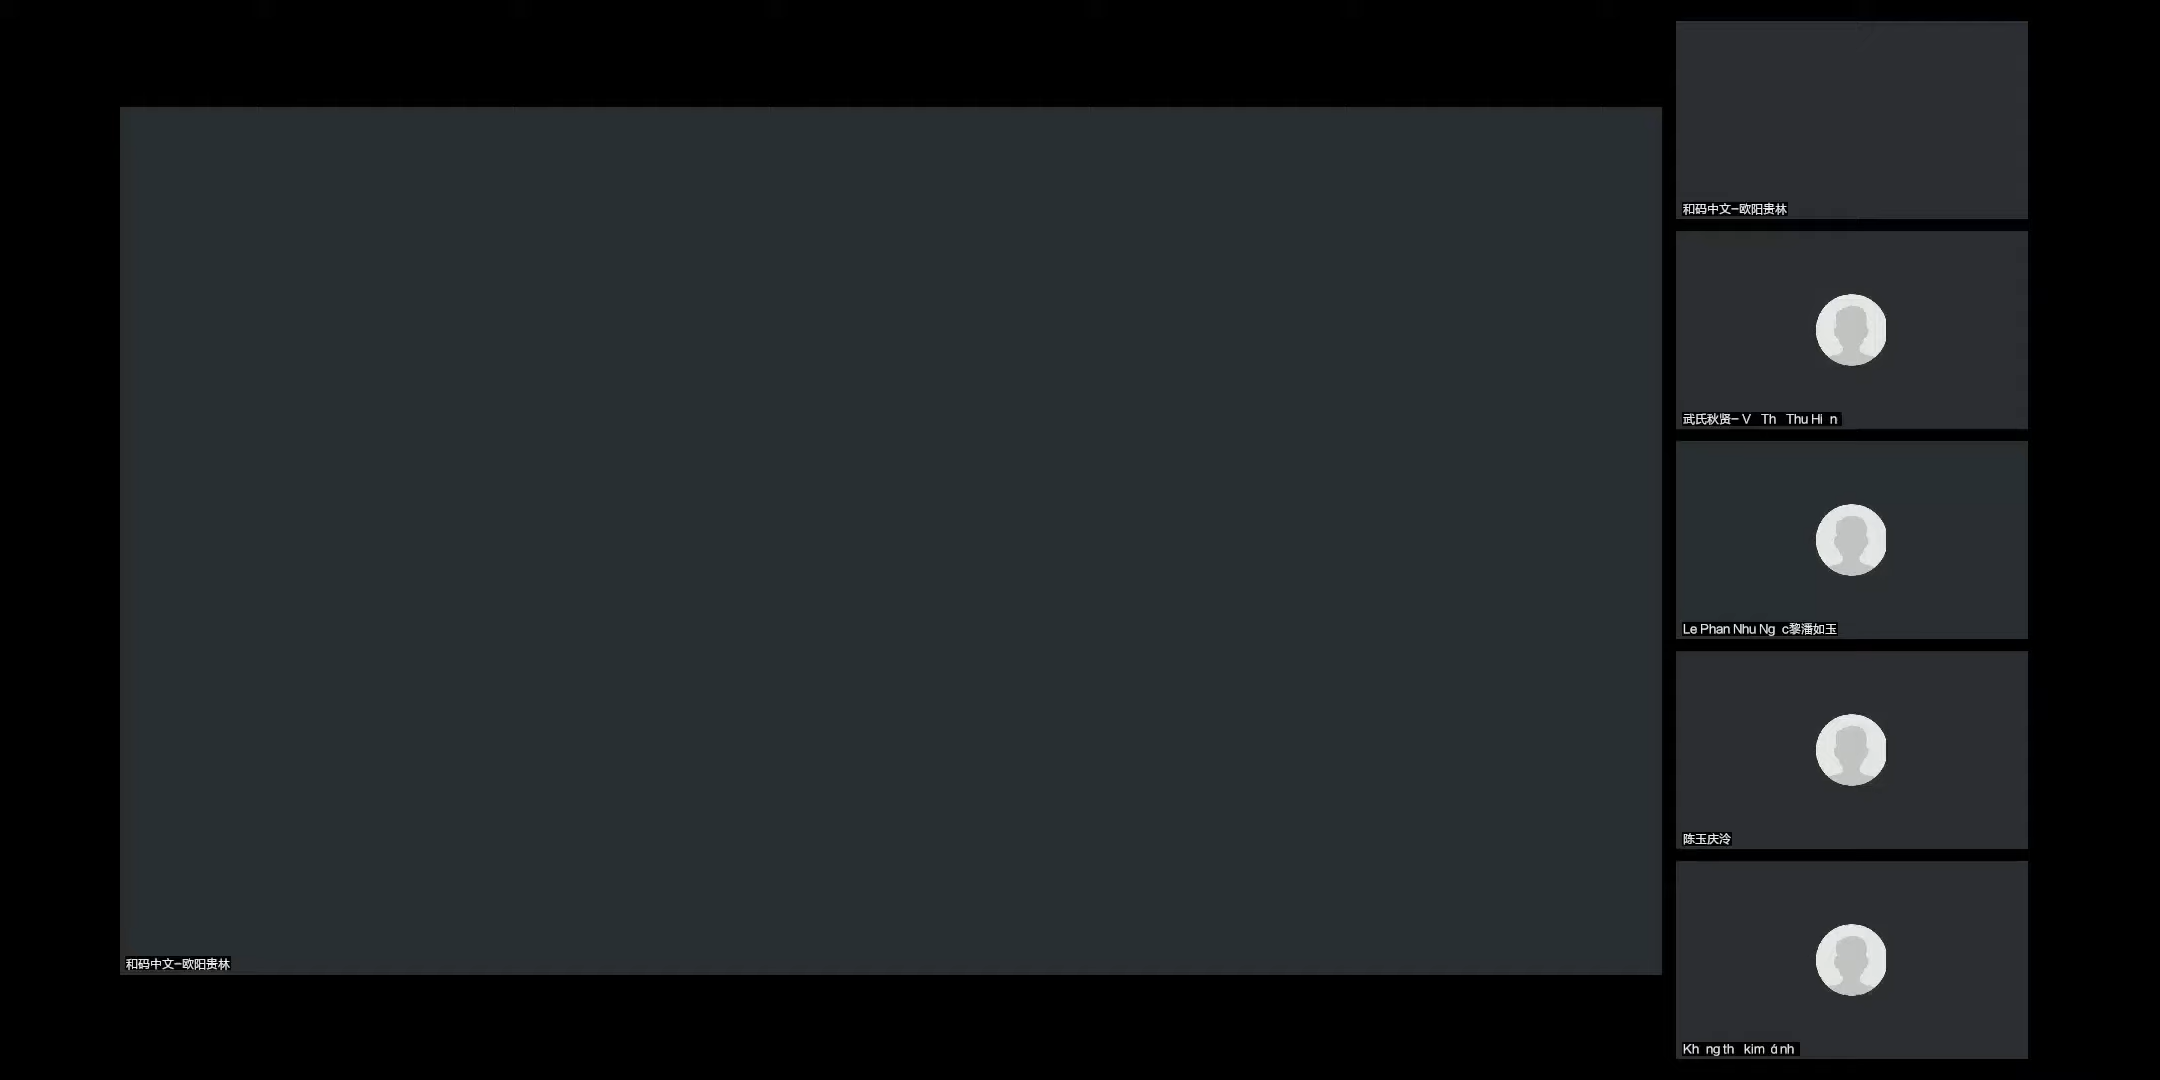 和码中文-欧阳贵林
和码中文-欧阳贵林
武氏秋贤- V Th Thu Hi n
Le Phan Nhu Ng c黎潘如玉
陈玉庆泠
Kh ng th kim ánh